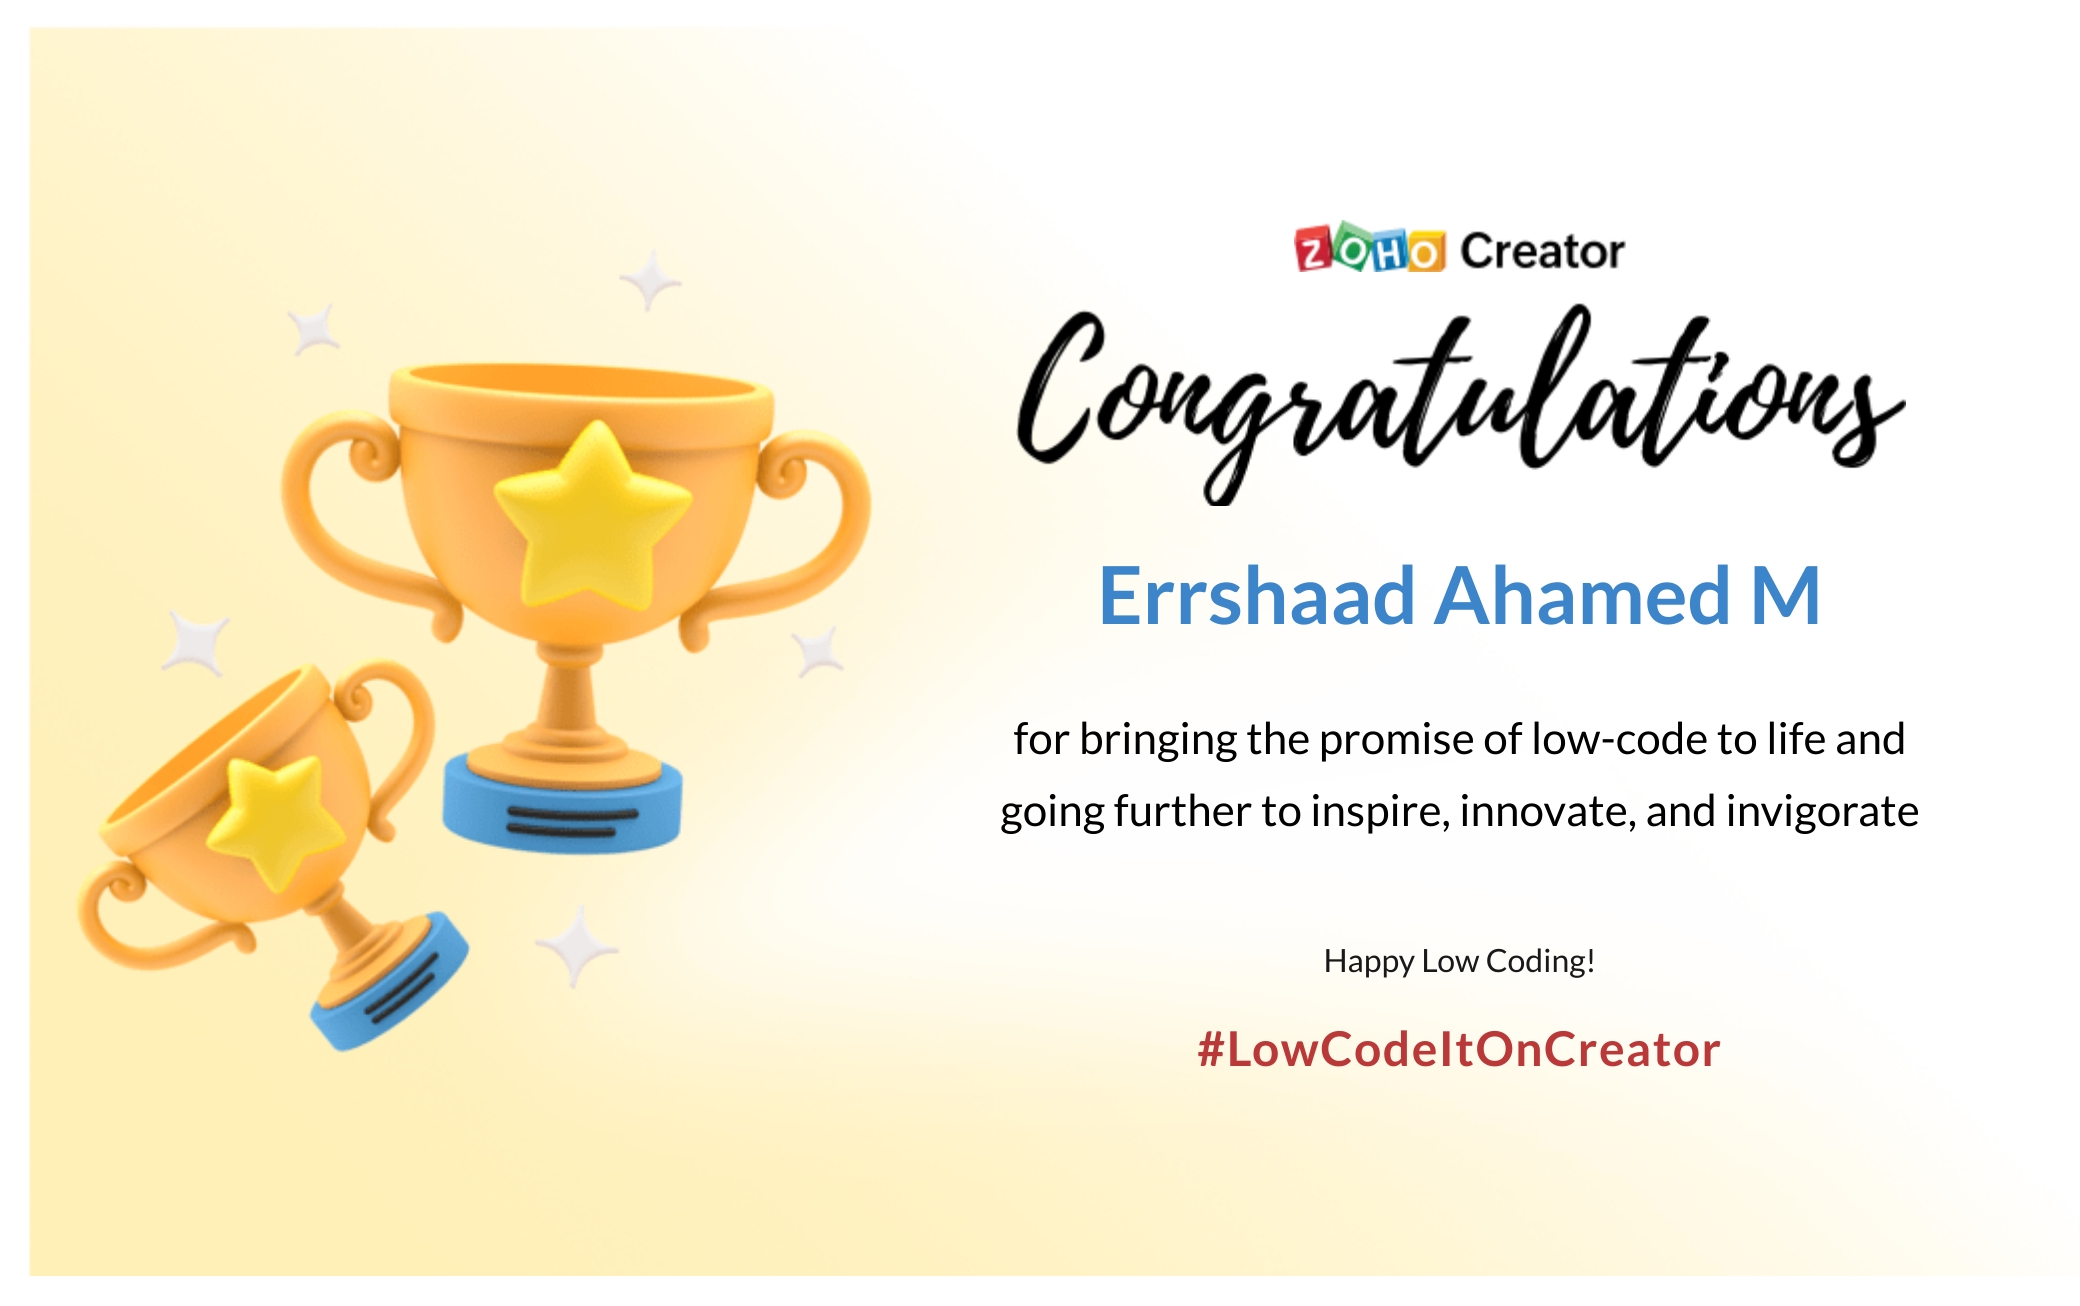 ZOHO Creator
Congratulations
Errshaad Ahamed M
for bringing the promise of low-code to life and
going further to inspire, innovate, and invigorate
Happy Low Coding!
#LowCodeItOnCreator